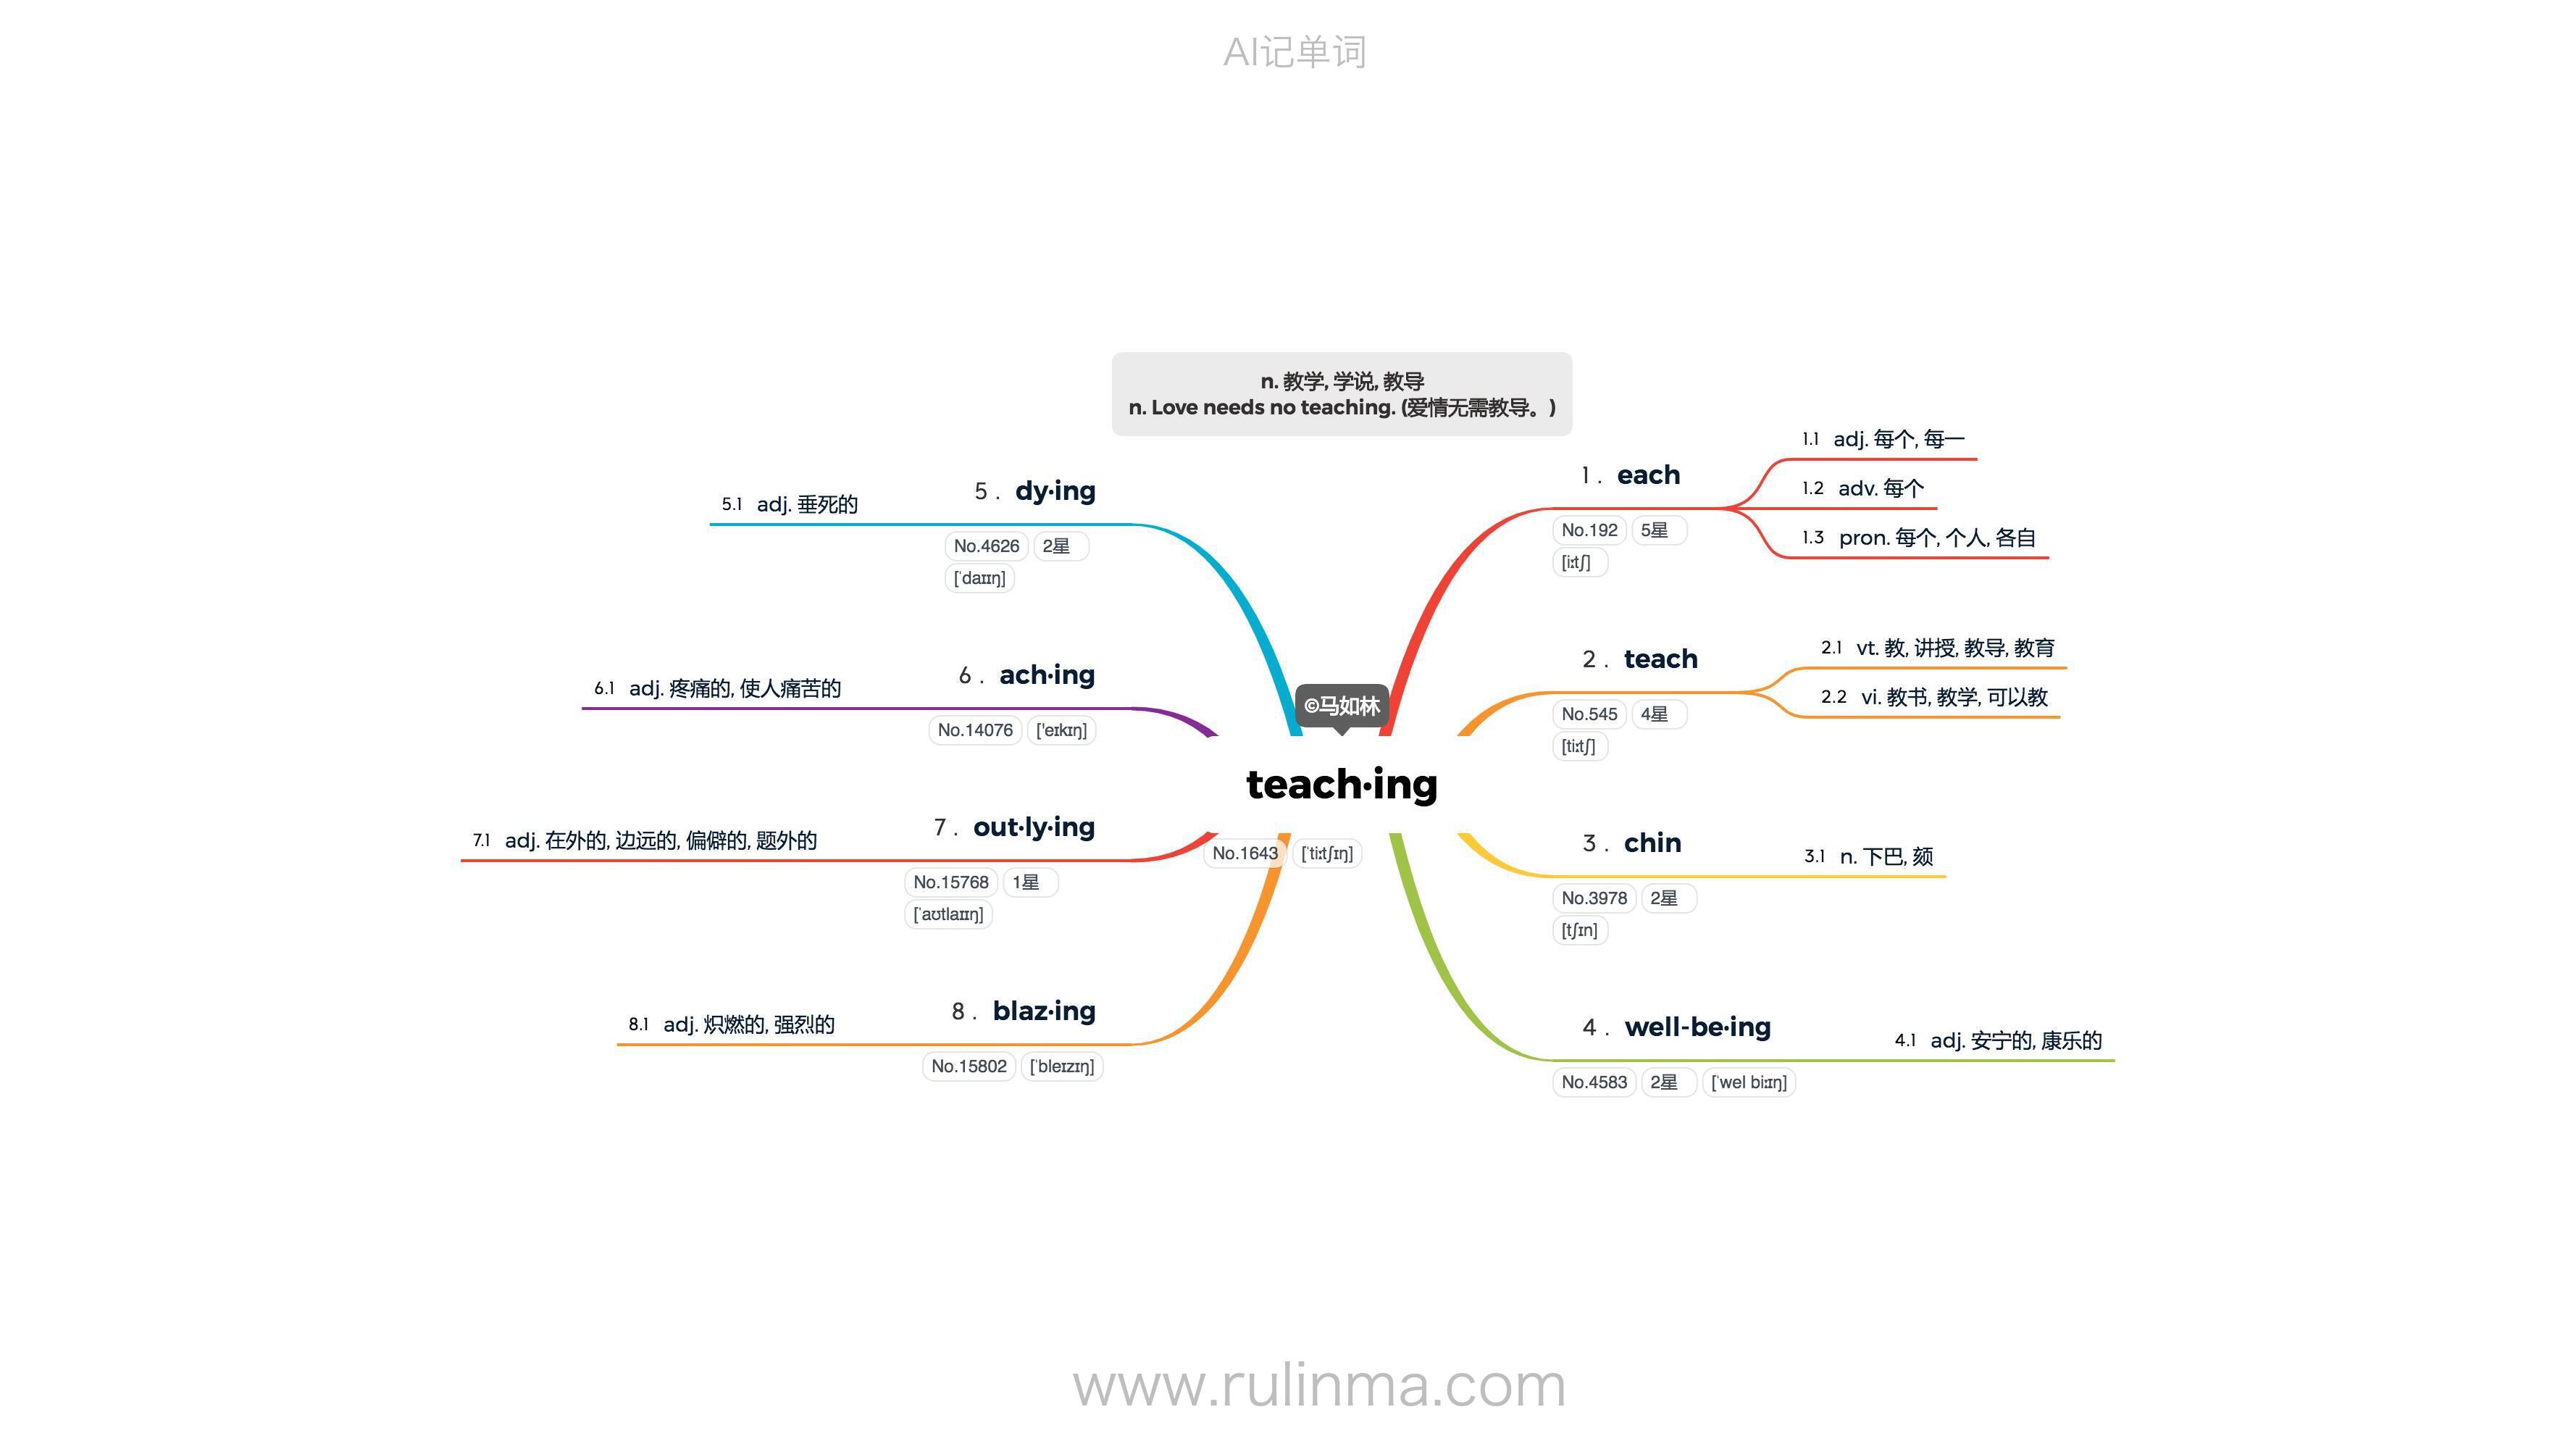 AI记单词
n. 教学, 学说, 教导
n. Love needs no teaching. (爱情无需教导。)
©马如林
teach·ing
No.1643 [ˈtiːtʃɪŋ]
1 . each
No.192 5星
[iːtʃ]
1.1 adj. 每个, 每一
1.2 adv. 每个
1.3 pron. 每个, 个人, 各自
2 . teach
No.545 4星
[tiːtʃ]
2.1 vt. 教, 讲授, 教导, 教育
2.2 vi. 教书, 教学, 可以教
3 . chin
No.3978 2星
[tʃɪn]
3.1 n. 下巴, 颏
4 . well-be·ing
No.4583 2星 [ˈwel biːɪŋ]
4.1 adj. 安宁的, 康乐的
5 . dy·ing
No.4626 2星
[ˈdaɪɪŋ]
5.1 adj. 垂死的
6 . ach·ing
No.14076 ['eɪkɪŋ]
6.1 adj. 疼痛的, 使人痛苦的
7 . out·ly·ing
No.15768 1星
[ˈaʊtlaɪɪŋ]
7.1 adj. 在外的, 边远的, 偏僻的, 题外的
8 . blaz·ing
No.15802 [ˈbleɪzɪŋ]
8.1 adj. 炽燃的, 强烈的
www.rulinma.com